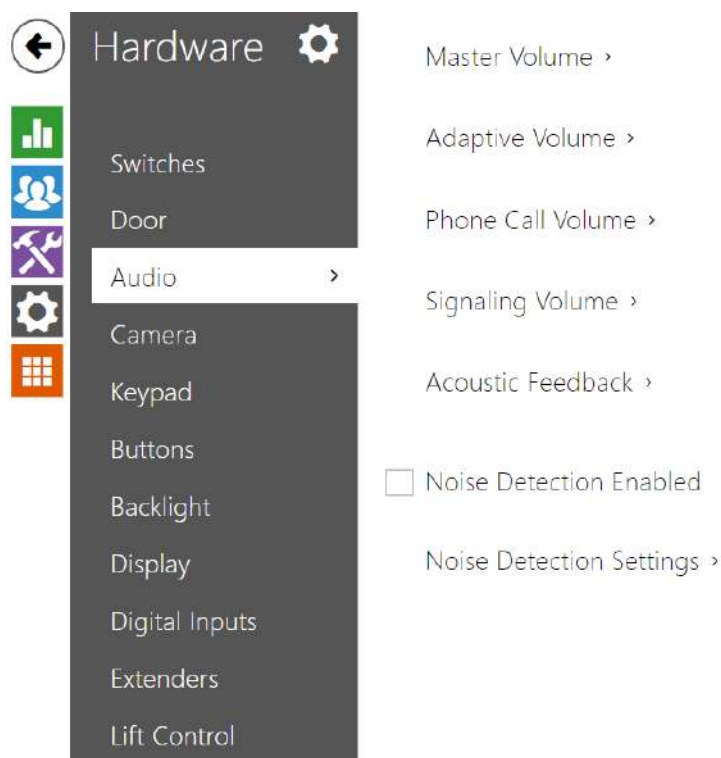 Hardware
Switches
Door
Audio
Camera
Keypad
Buttons
Backlight
Display
Digital Inputs
Extenders
Lift Control
Master Volume
Adaptive Volume
Phone Call Volume
Signaling Volume
Acoustic Feedback
Noise Detection Enabled
Noise Detection Settings